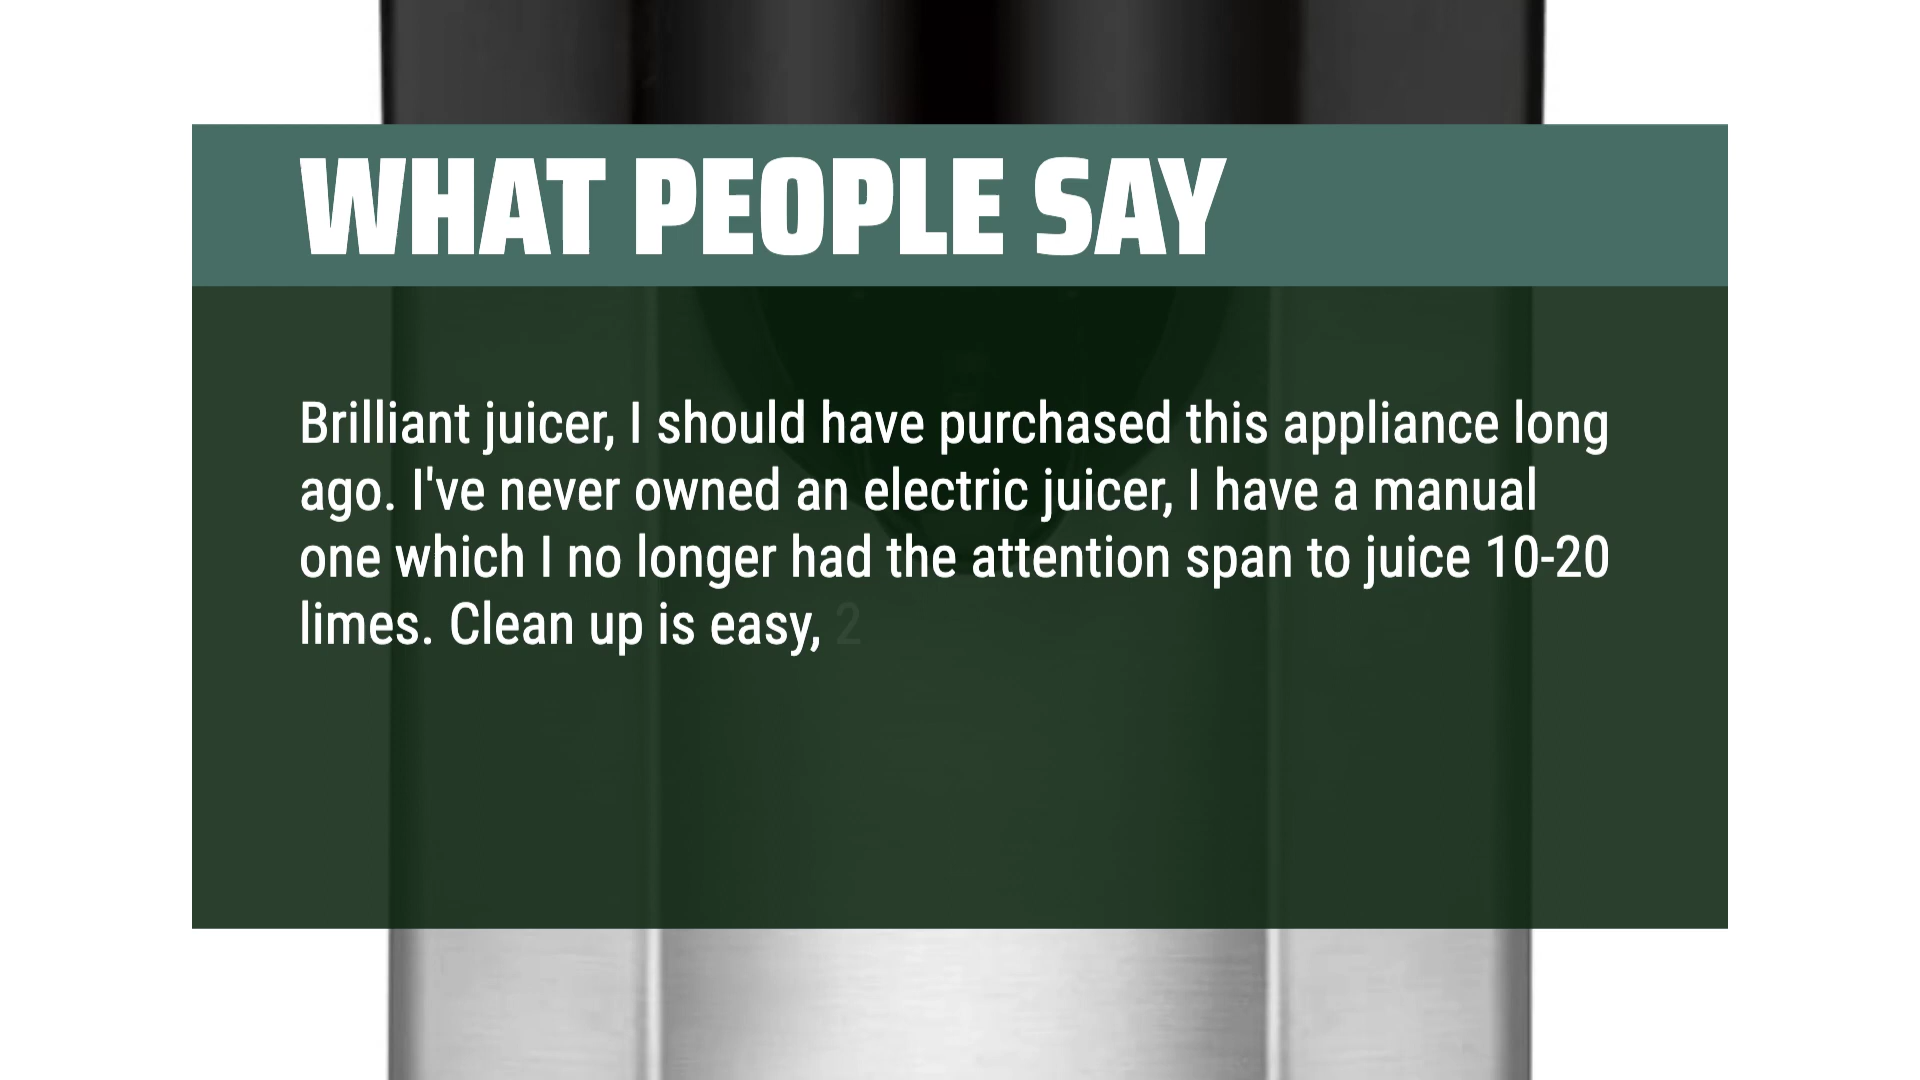 WHAT PEOPLE SAY
Brilliant juicer, I should have purchased this appliance long
ago. I've never owned an electric juicer, I have a manual
one which I no longer had the attention span to juice 10-20
limes. Clean up is easy, 2